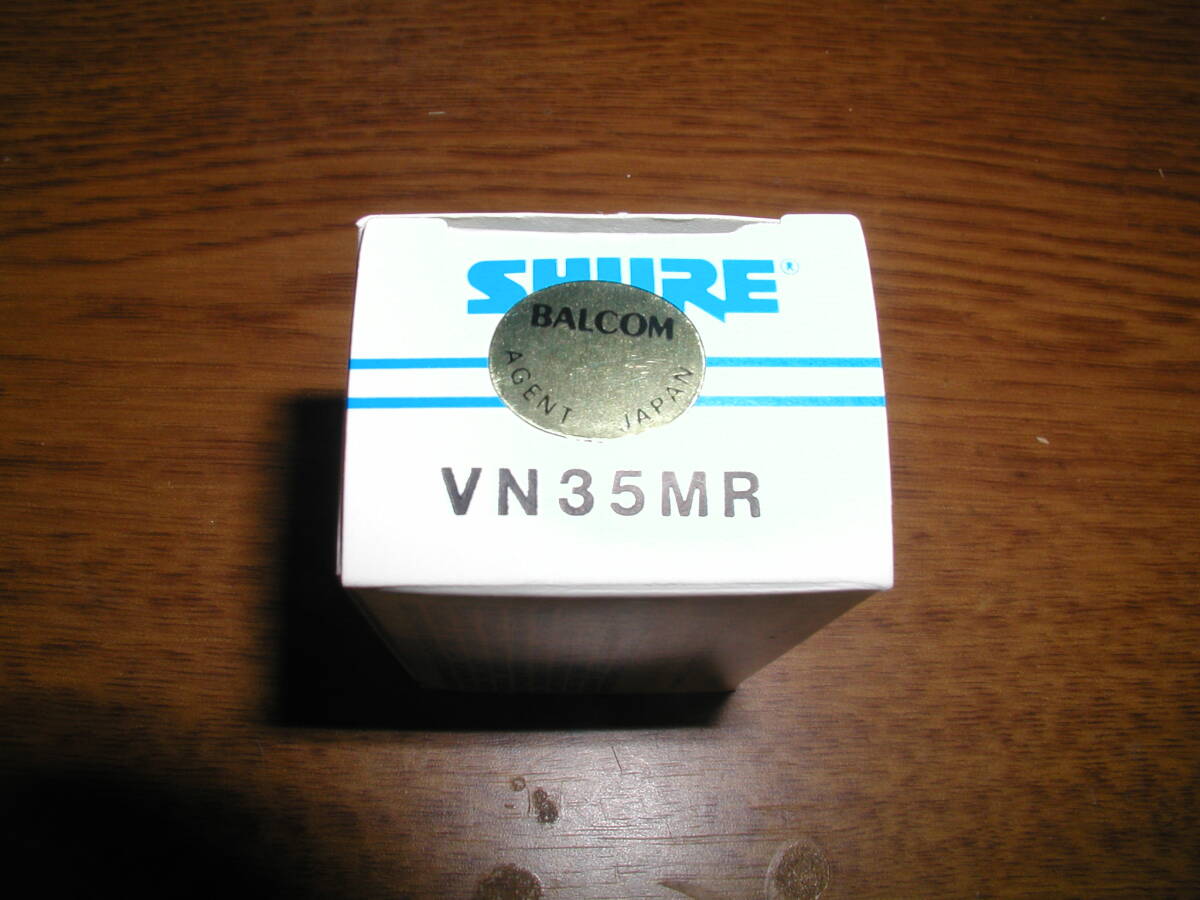 SHURE®
BALCOM
AGENT JAPAN
VN35MR